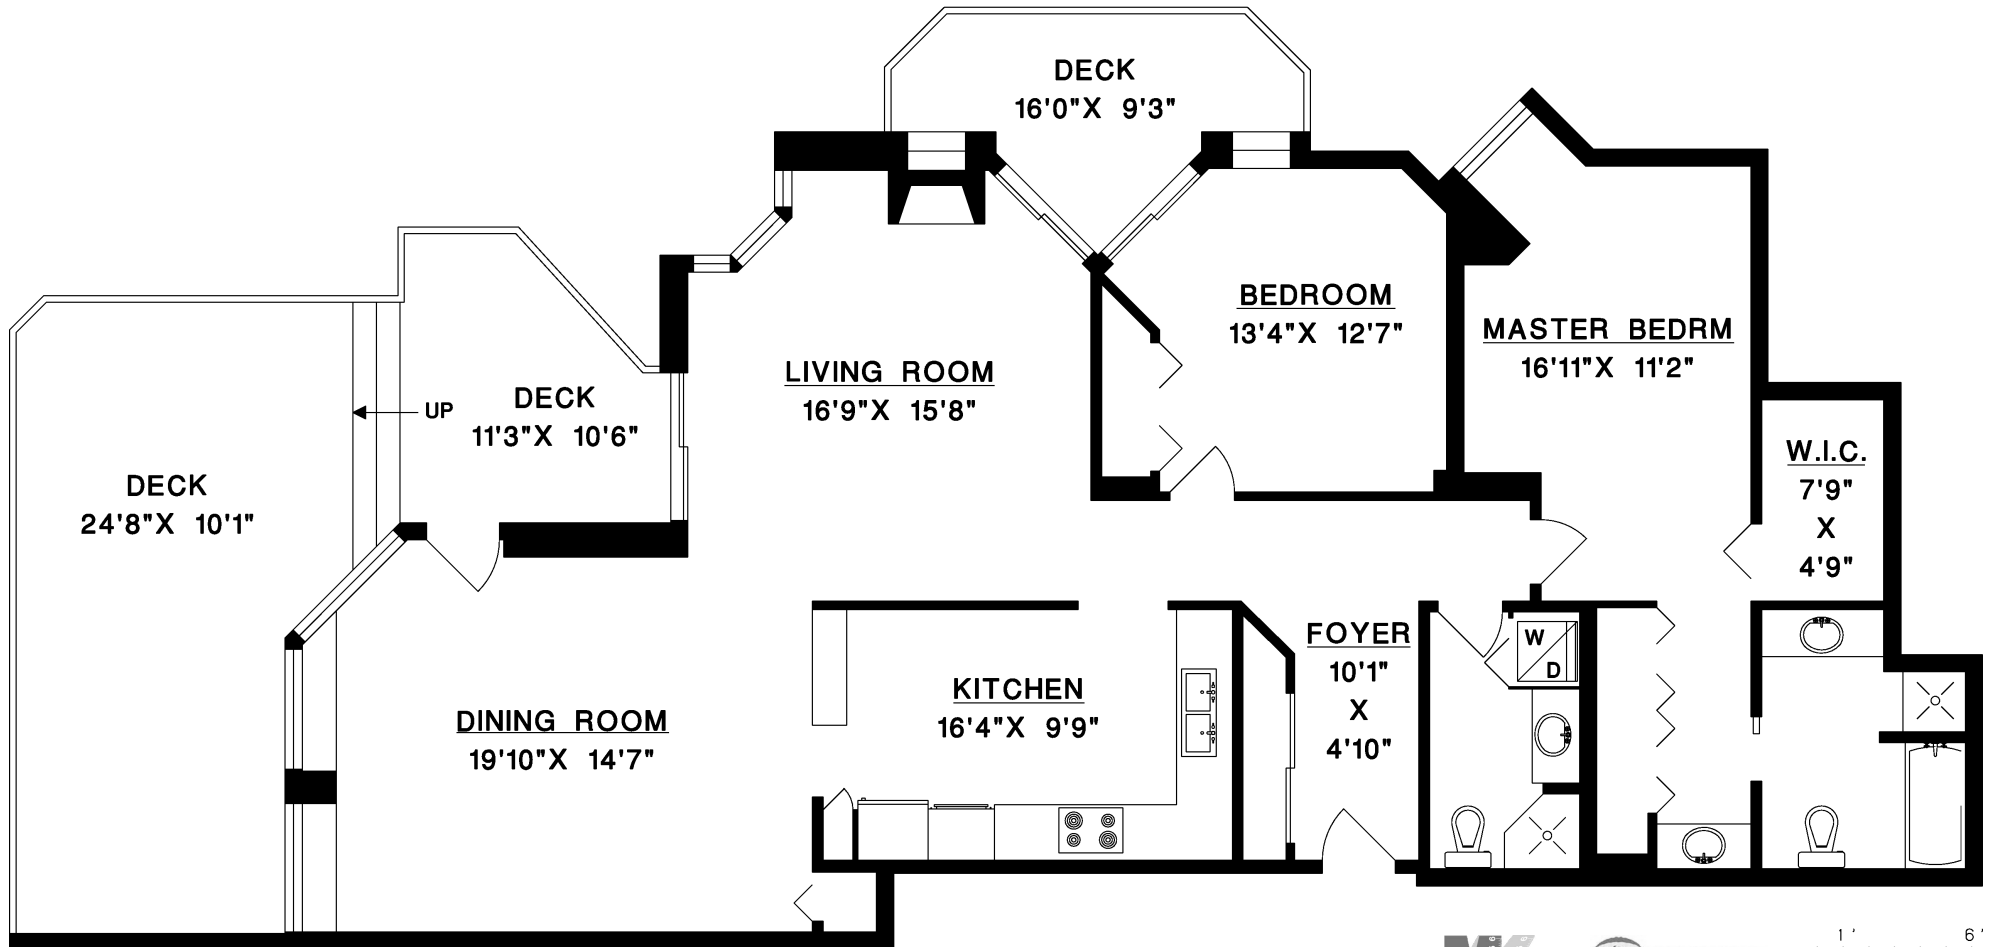 DECK
16'0"X 9'3"
BEDROOM
13'4"X 12'7"
MASTER BEDRM
16'11"X 11'2"
LIVING ROOM
16'9"X 15'8"
UP
DECK
11'3"X 10'6"
DECK
24'8"X 10'1"
W.I.C.
7'9"
X
4'9"
FOYER
10'1"
X
4'10"
W
D
KITCHEN
16'4"X 9'9"
DINING ROOM
19'10"X 14'7"
1' 6'